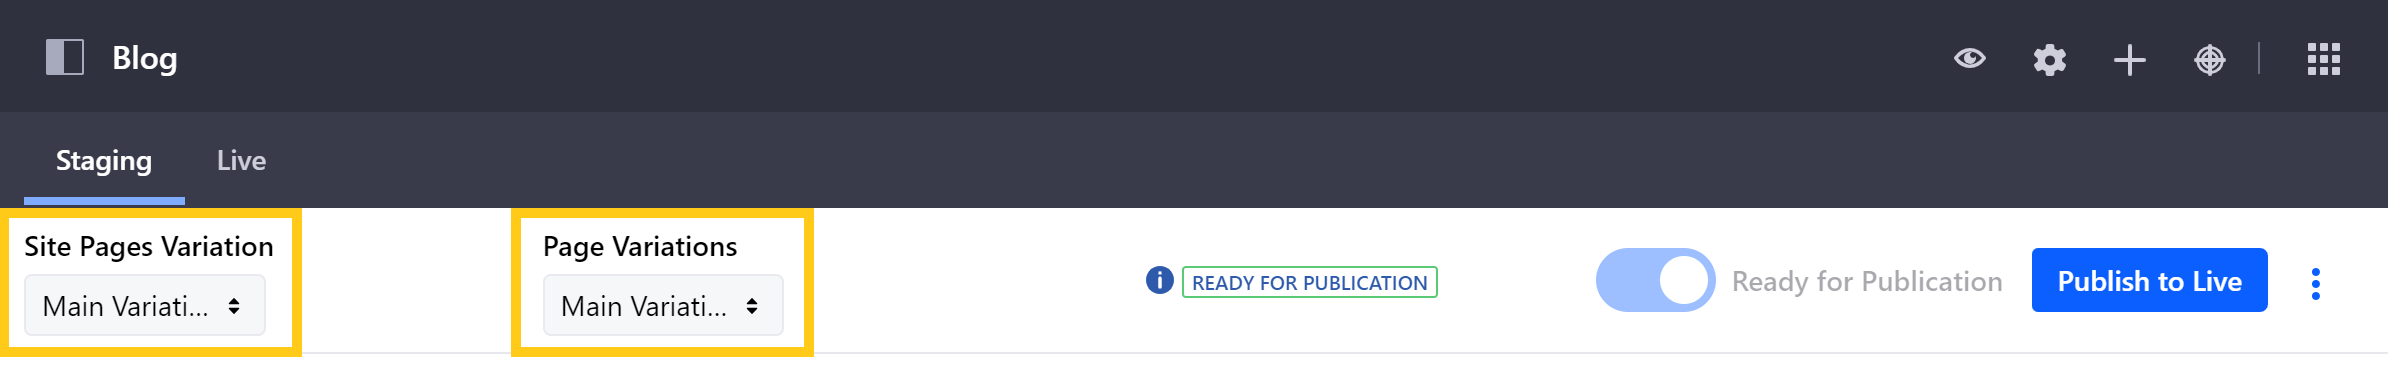 Blog
Staging Live
Site Pages Variation Page Variations
Main Variati... Main Variati...
READY FOR PUBLICATION Ready for Publication Publish to Live